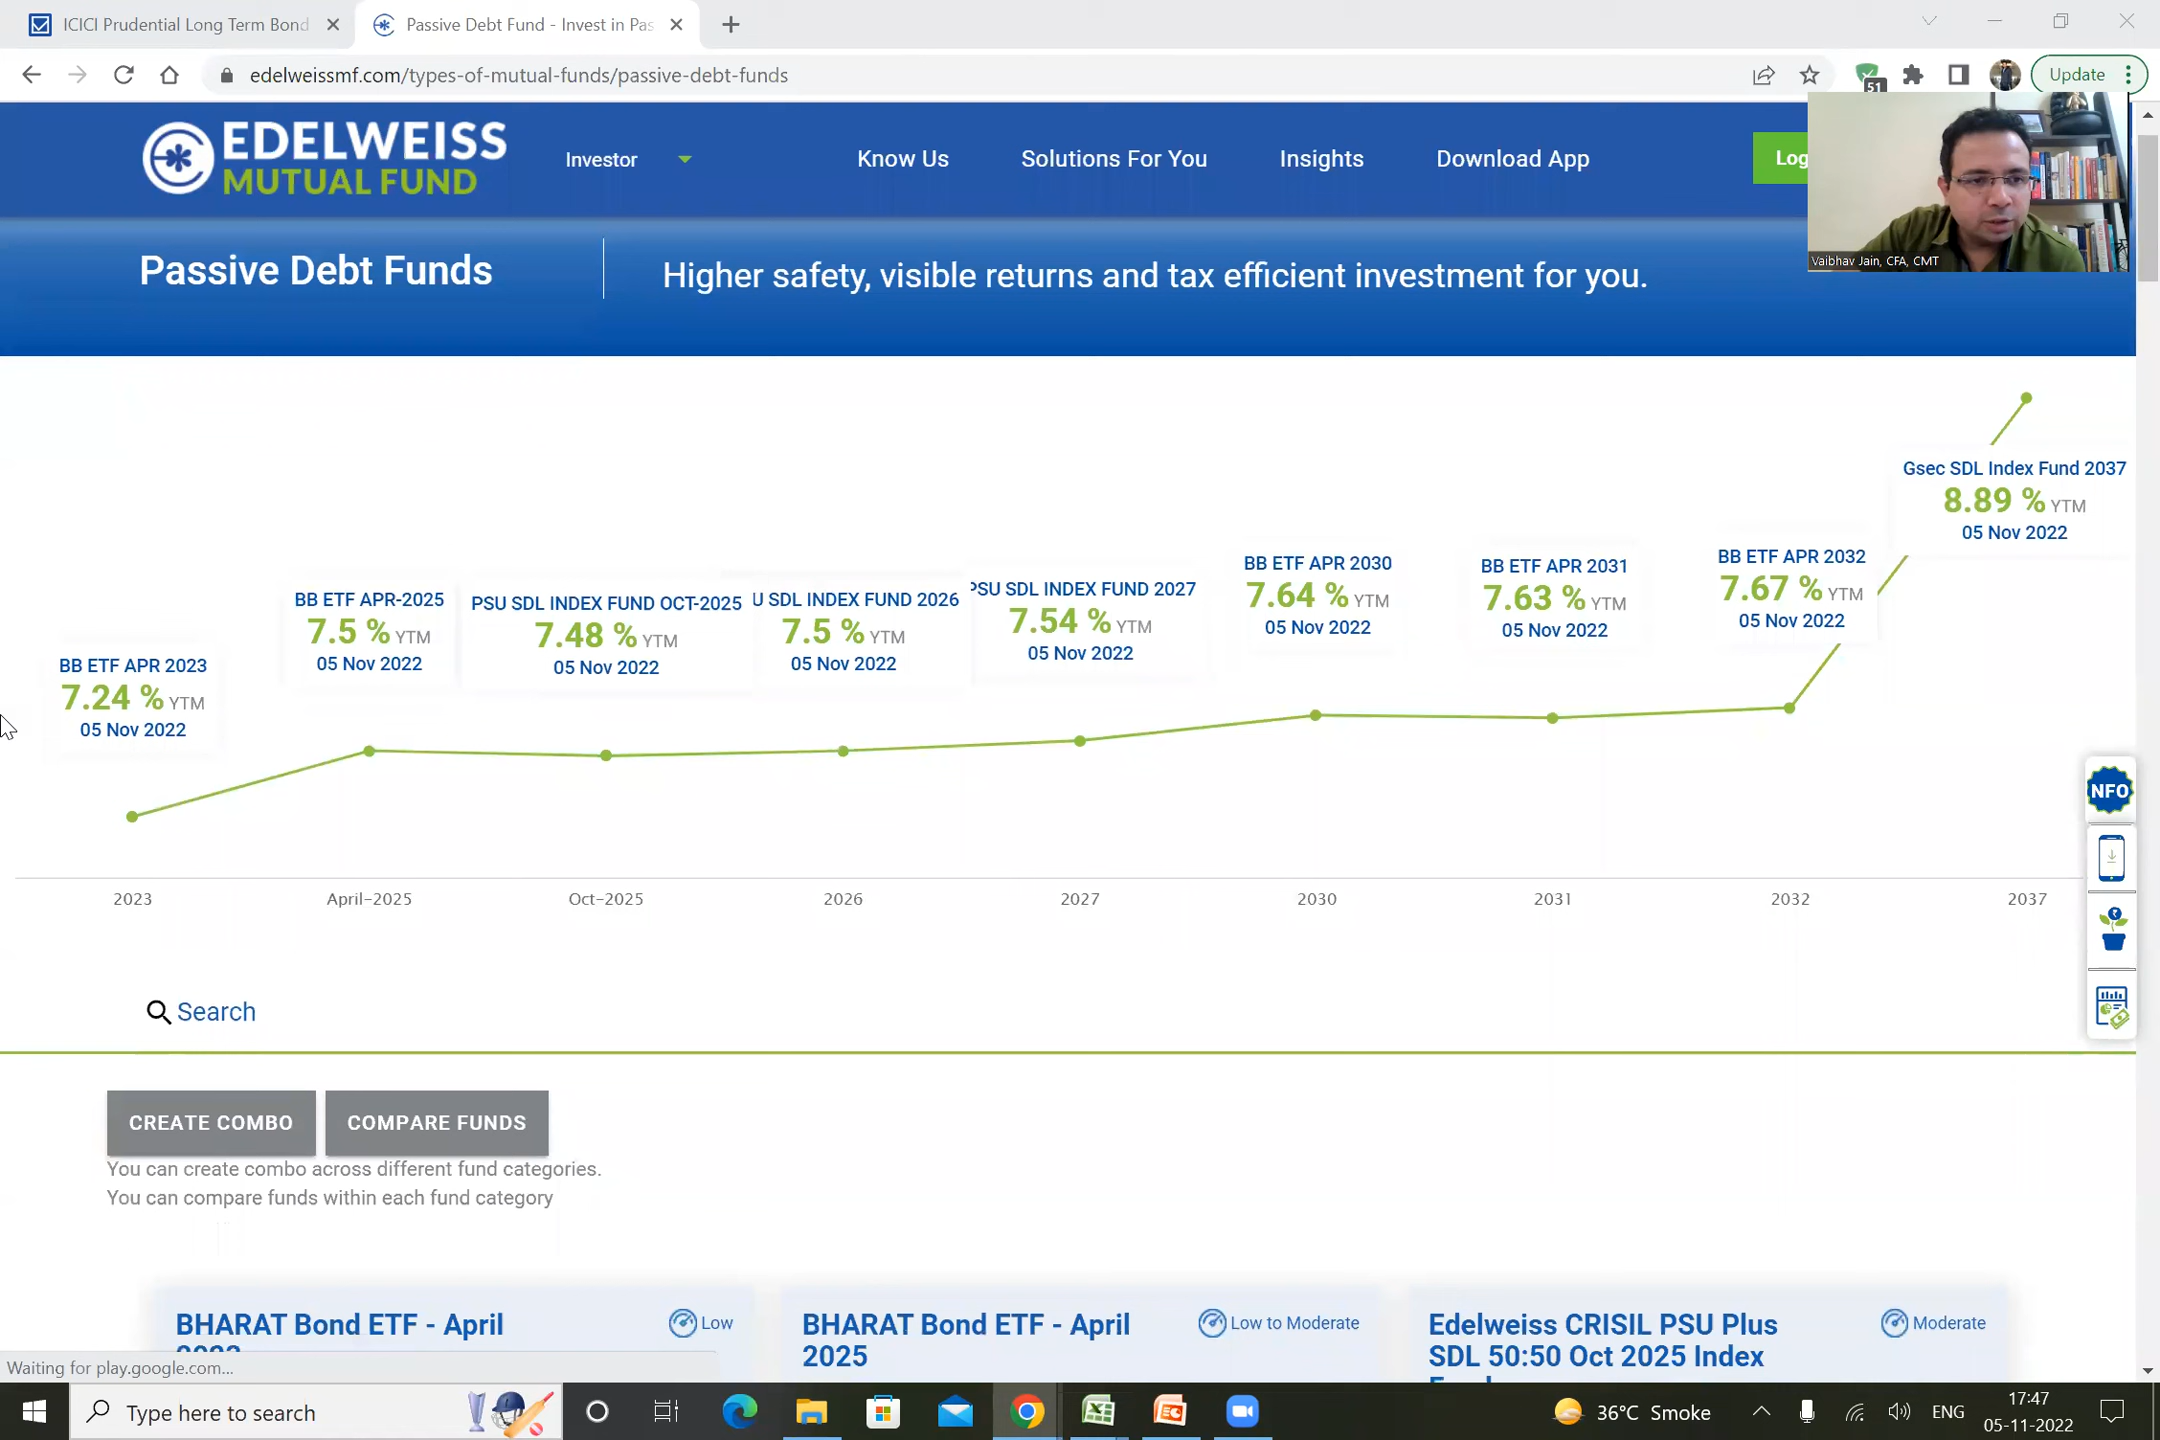 ICICI Prudential Long Term Bond
Passive Debt Fund - Invest in Pas
edelweissmf.com/types-of-mutual-funds/passive-debt-funds
51
Update
EDELWEISS
MUTUAL FUND
Investor
Know Us
Solutions For You
Insights
Download App
Log
Vaibhav Jain, CFA, CMT
Passive Debt Funds
Higher safety, visible returns and tax efficient investment for you.
BB ETF APR 2023
7.24 % YTM
05 Nov 2022
BB ETF APR-2025
7.5 % YTM
05 Nov 2022
PSU SDL INDEX FUND OCT-2025
7.48 % YTM
05 Nov 2022
U SDL INDEX FUND 2026
7.5 % YTM
05 Nov 2022
PSU SDL INDEX FUND 2027
7.54 % YTM
05 Nov 2022
BB ETF APR 2030
7.64 % YTM
05 Nov 2022
BB ETF APR 2031
7.63 % YTM
05 Nov 2022
BB ETF APR 2032
7.67 % YTM
05 Nov 2022
Gsec SDL Index Fund 2037
8.89 % YTM
05 Nov 2022
2023
April-2025
Oct-2025
2026
2027
2030
2031
2032
2037
NFO
Search
CREATE COMBO
COMPARE FUNDS
You can create combo across different fund categories.
You can compare funds within each fund category
BHARAT Bond ETF - April
Low
BHARAT Bond ETF - April
2025
Low to Moderate
Edelweiss CRISIL PSU Plus
SDL 50:50 Oct 2025 Index
Moderate
Waiting for play.google.com...
Type here to search
36°C Smoke
ENG
17:47
05-11-2022